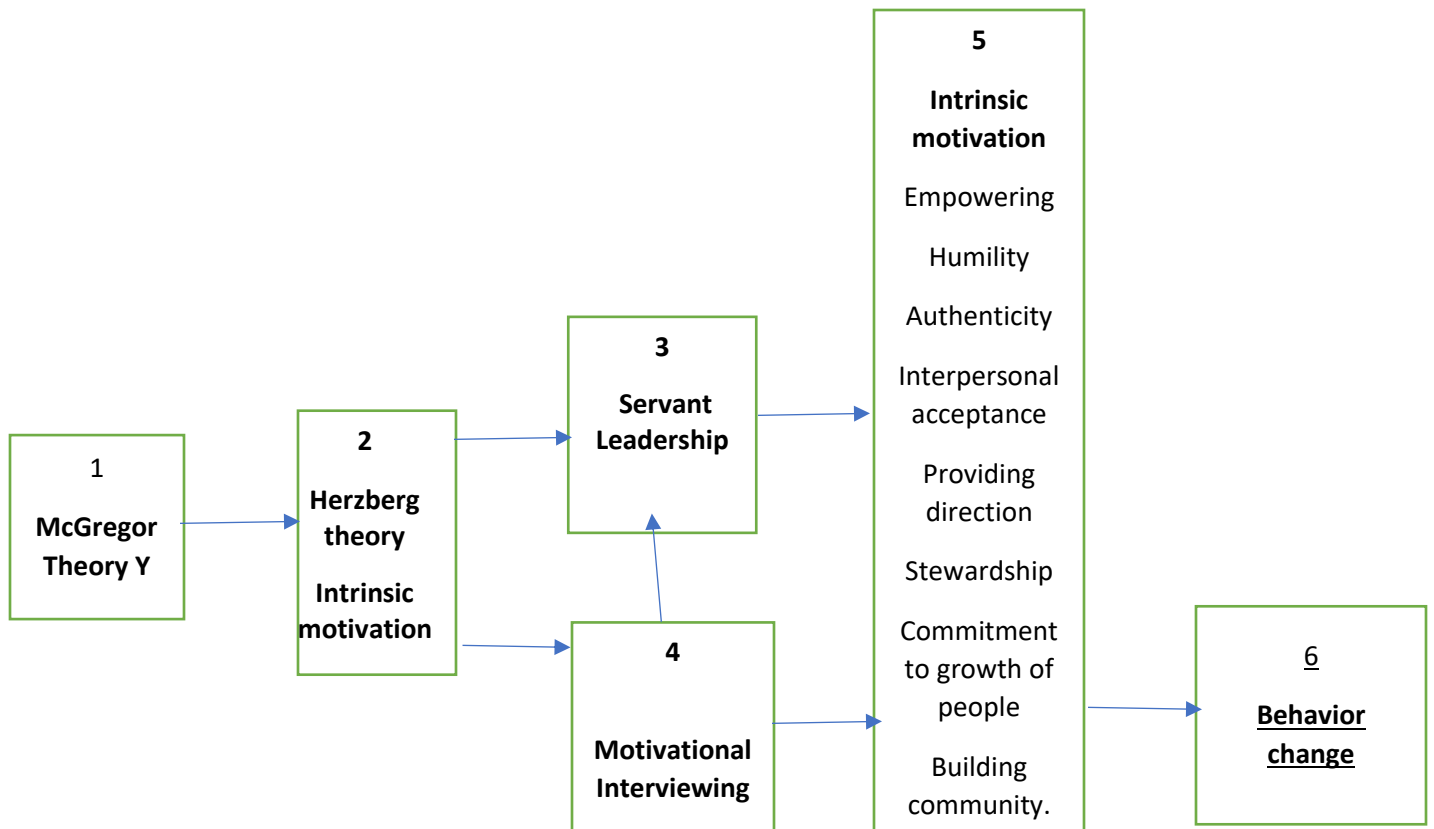 1
McGregor
Theory Y
2
Herzberg
theory
Intrinsic
motivation
3
Servant
Leadership
4
Motivational
Interviewing
5
Intrinsic
motivation
Empowering
Humility
Authenticity
Interpersonal
acceptance
Providing
direction
Stewardship
Commitment
to growth of
people
Building
community.
6
Behavior
change